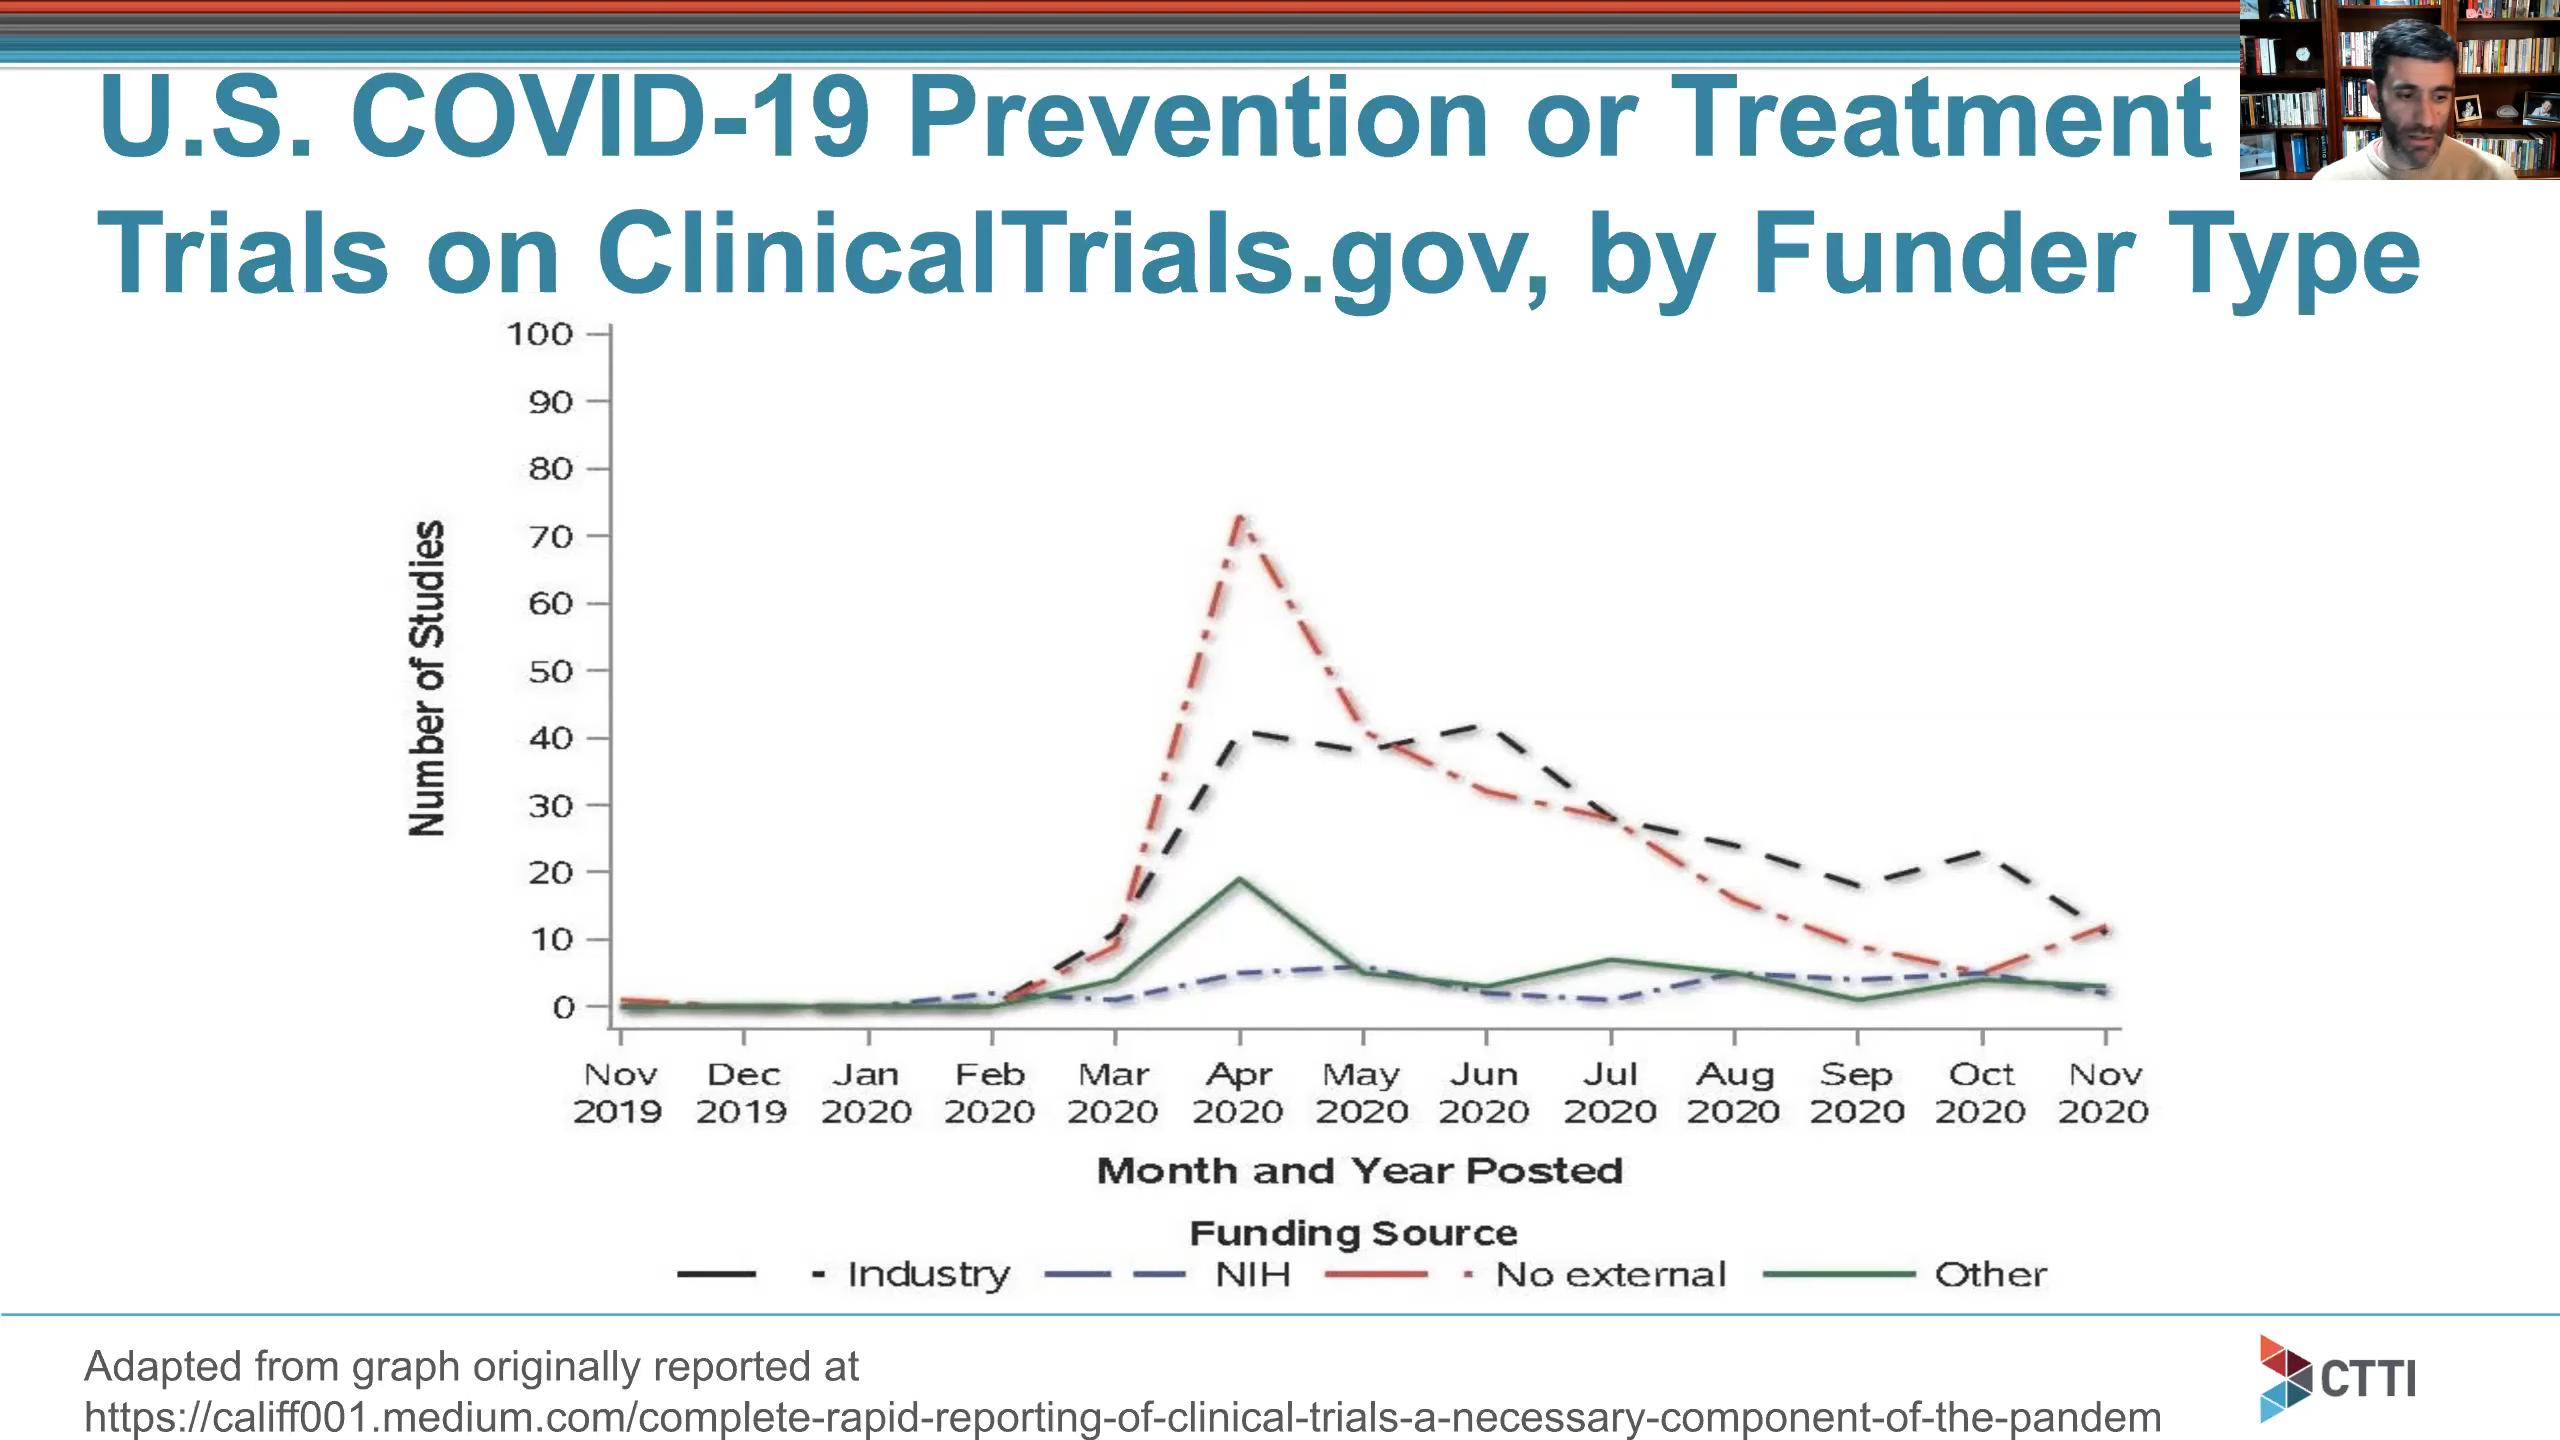 U.S. COVID-19 Prevention or Treatment
Trials on ClinicalTrials.gov, by Funder Type
100
90
80
70
60
50
40
30
20
10
0
Number of Studies
Nov Dec Jan Feb Mar Apr May Jun Jul Aug Sep Oct Nov
2019 2019 2020 2020 2020 2020 2020 2020 2020 2020 2020 2020 2020
Month and Year Posted
Funding Source
Industry NIH No external Other
Adapted from graph originally reported at
https://califf001.medium.com/complete-rapid-reporting-of-clinical-trials-a-necessary-component-of-the-pandem
CTTI